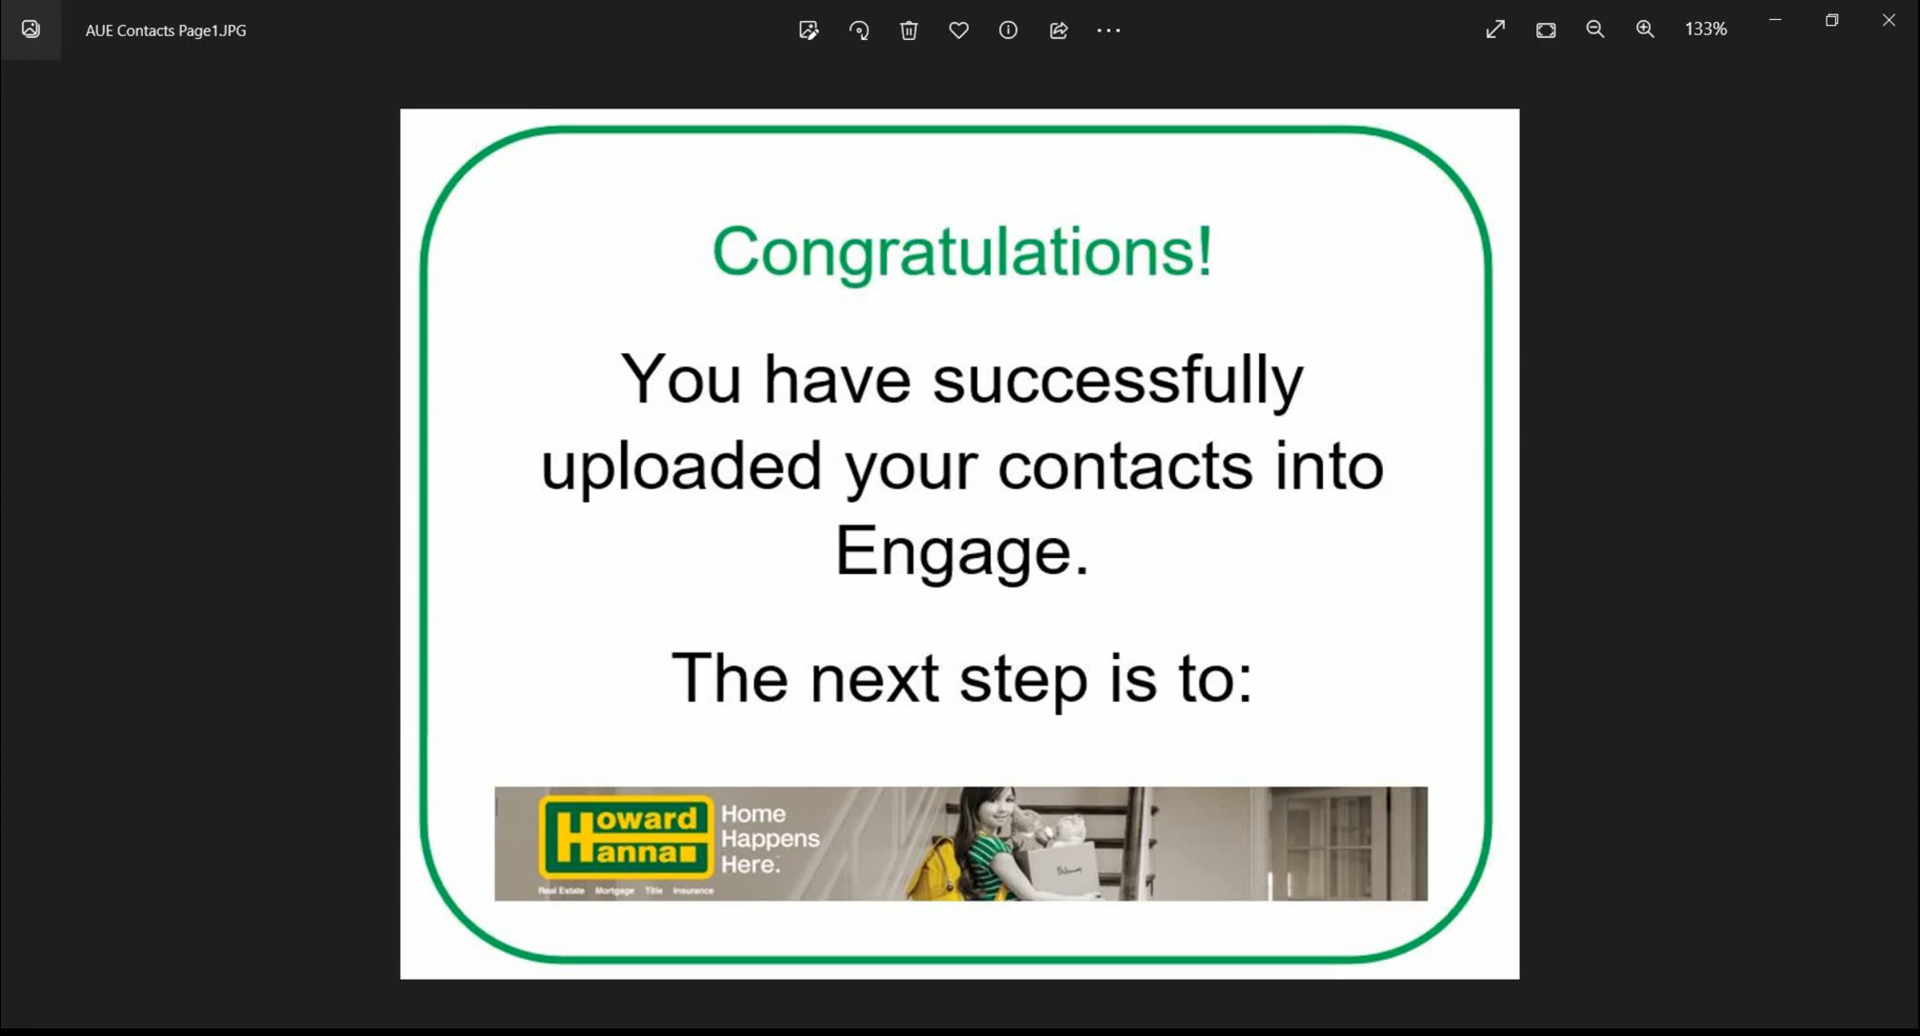 AUE Contacts Page1.JPG
133%
Congratulations!
You have successfully
uploaded your contacts into
Engage.
The next step is to:
Howard
Hanna
Home
Happens
Here.
Real Estate Mortgage Title Insurance